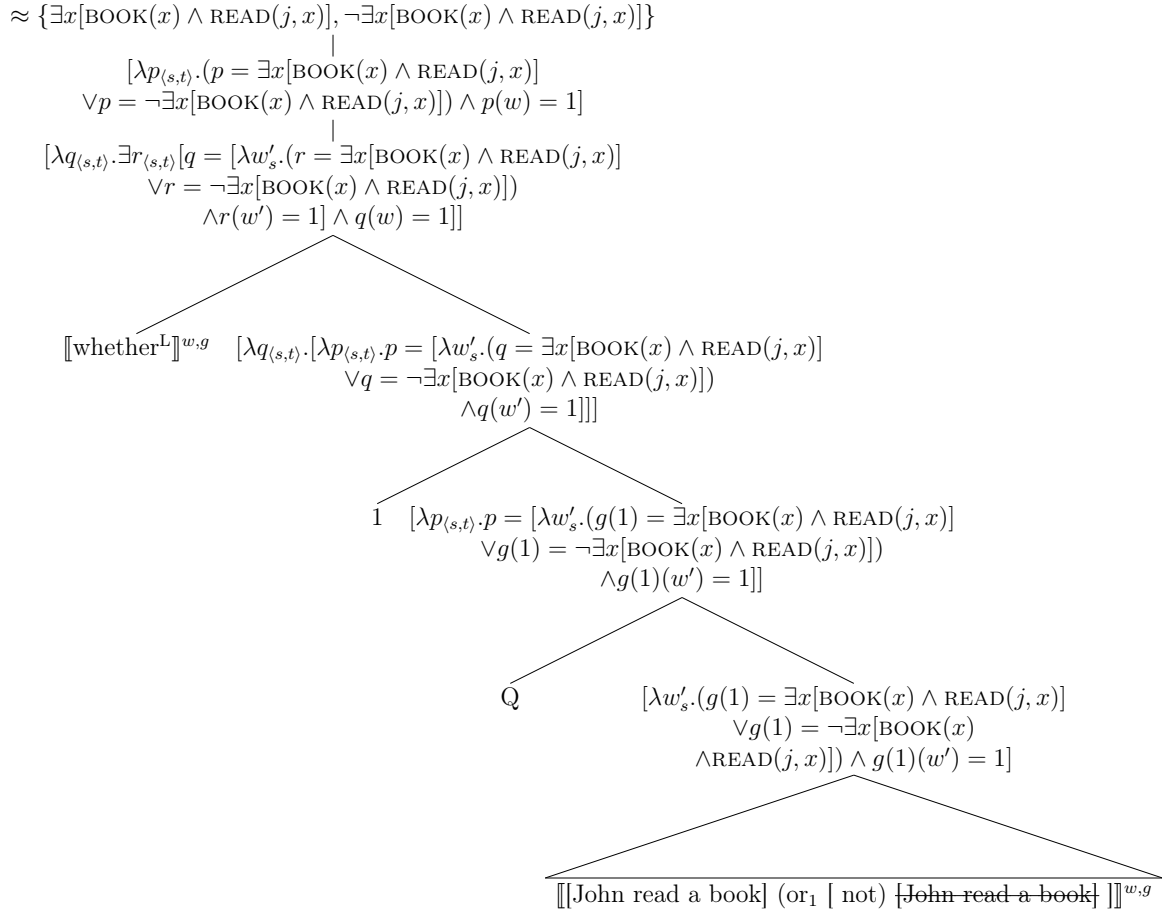 ≈ {∃x[BOOK(x) ∧ READ(j, x)], ¬∃x[BOOK(x) ∧ READ(j, x)]}
[λp⟨s,t⟩.(p = ∃x[BOOK(x) ∧ READ(j, x)]
∨p = ¬∃x[BOOK(x) ∧ READ(j, x)]) ∧ p(w) = 1]
[λq⟨s,t⟩.∃r⟨s,t⟩[q = [λw′s.(r = ∃x[BOOK(x) ∧ READ(j, x)]
∨r = ¬∃x[BOOK(x) ∧ READ(j, x)])
∧r(w′) = 1] ∧ q(w) = 1]]
⟦whether^L⟧^w,g [λq⟨s,t⟩.[λp⟨s,t⟩.p = [λw′s.(q = ∃x[BOOK(x) ∧ READ(j, x)]
∨q = ¬∃x[BOOK(x) ∧ READ(j, x)])
∧q(w′) = 1]]]
1 [λp⟨s,t⟩.p = [λw′s.(g(1) = ∃x[BOOK(x) ∧ READ(j, x)]
∨g(1) = ¬∃x[BOOK(x) ∧ READ(j, x)])
∧g(1)(w′) = 1]]
Q [λw′s.(g(1) = ∃x[BOOK(x) ∧ READ(j, x)]
∨g(1) = ¬∃x[BOOK(x)
∧READ(j, x)]) ∧ g(1)(w′) = 1]
⟦[John read a book] (or₁ [ not) [John read a book] ]⟧^w,g